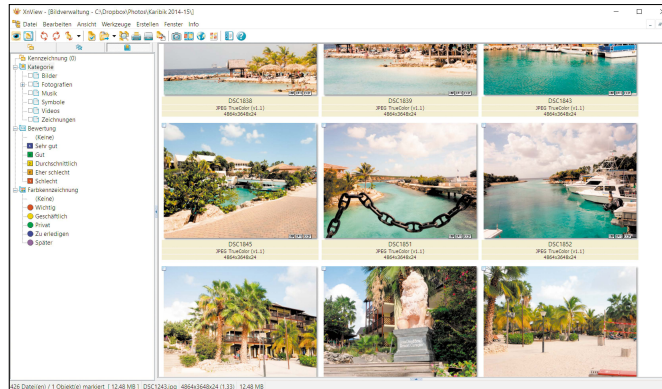 XnView - [Bildverwaltung - C:\Dropbox\Photos\Karibik 2014-15\]
Datei Bearbeiten Ansicht Werkzeuge Erstellen Fenster Info
Kennzeichnung (0)
Kategorie
Bilder
Fotografien
Musik
Symbole
Videos
Zeichnungen
Bewertung
(Keine)
Sehr gut
Gut
Durchschnittlich
Eher schlecht
Schlecht
Farbkennzeichnung
(Keine)
Wichtig
Geschäftlich
Privat
Zu erledigen
Später
DSC1838
JPEG TrueColor (v1.1)
4864x3648x24
DSC1839
JPEG TrueColor (v1.1)
4864x3648x24
DSC1843
JPEG TrueColor (v1.1)
4864x3648x24
DSC1845
JPEG TrueColor (v1.1)
4864x3648x24
DSC1851
JPEG TrueColor (v1.1)
4864x3648x24
DSC1852
JPEG TrueColor (v1.1)
4864x3648x24
426 Datei(en) / 1 Objekt(e) markiert [ 12,48 MB ] DSC1243.jpg 4864x3648x24 (1.33) 12,48 MB